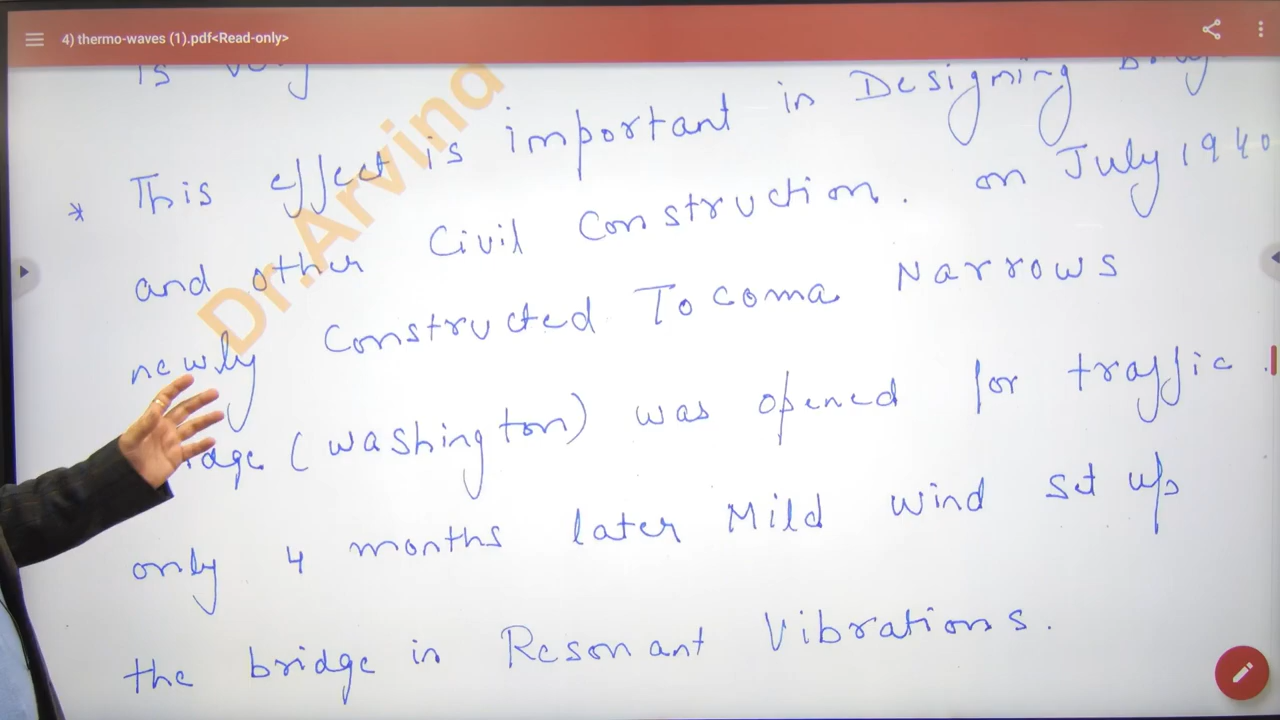 4) thermo-waves (1).pdf<Read-only>
is very
* This effect is important in Designing
and other Civil Construction. on July 1940
newly Constructed Tocoma Narrows
(Washington) was opened for traffic.
only 4 months later Mild wind set up
the bridge in Resonant Vibrations.
Dr. Arvind